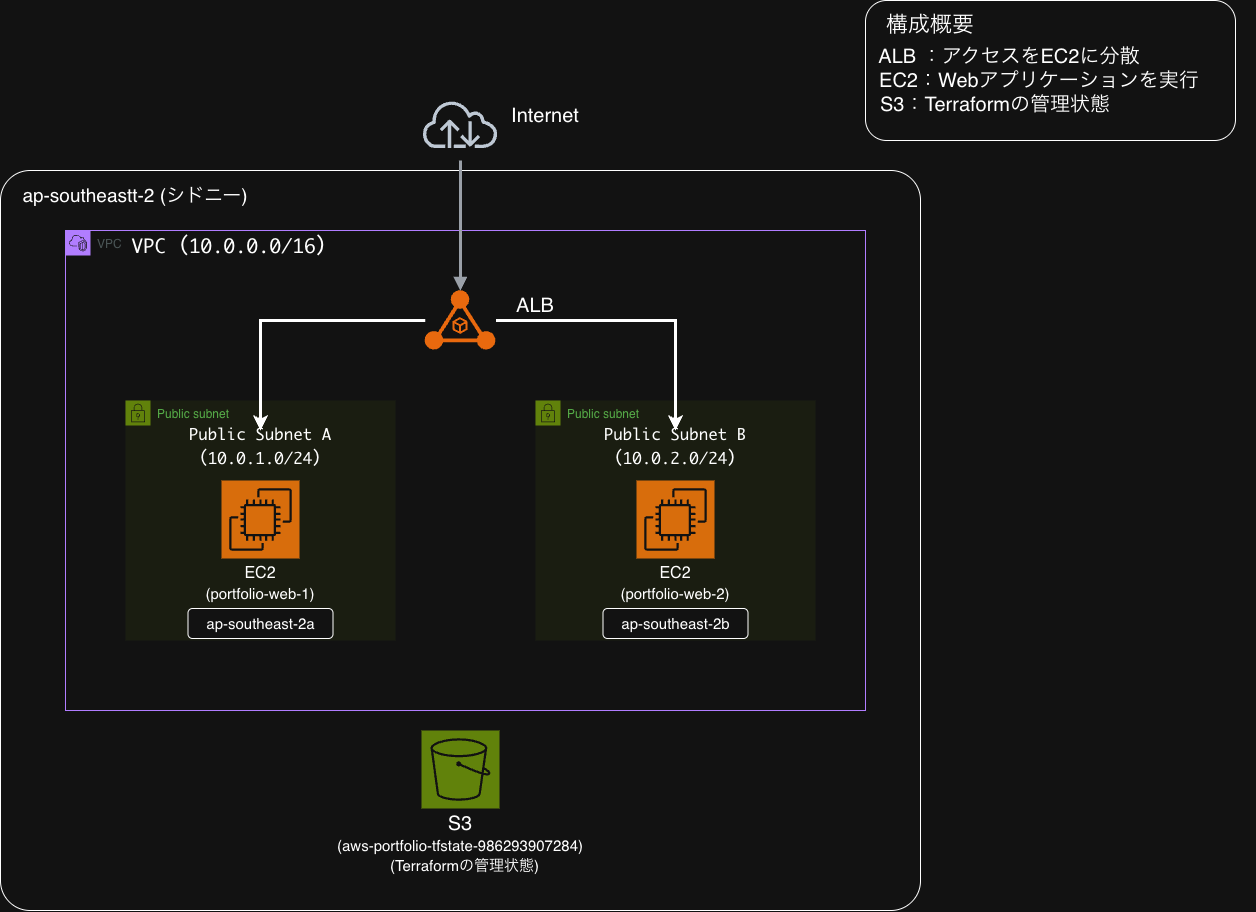 構成概要
ALB ：アクセスをEC2に分散
EC2：Webアプリケーションを実行
S3：Terraformの管理状態
Internet
ap-southeastt-2 (シドニー)
VPC
VPC (10.0.0.0/16)
ALB
Public subnet
Public Subnet A
(10.0.1.0/24)
EC2
(portfolio-web-1)
ap-southeast-2a
Public subnet
Public Subnet B
(10.0.2.0/24)
EC2
(portfolio-web-2)
ap-southeast-2b
S3
(aws-portfolio-tfstate-986293907284)
(Terraformの管理状態)